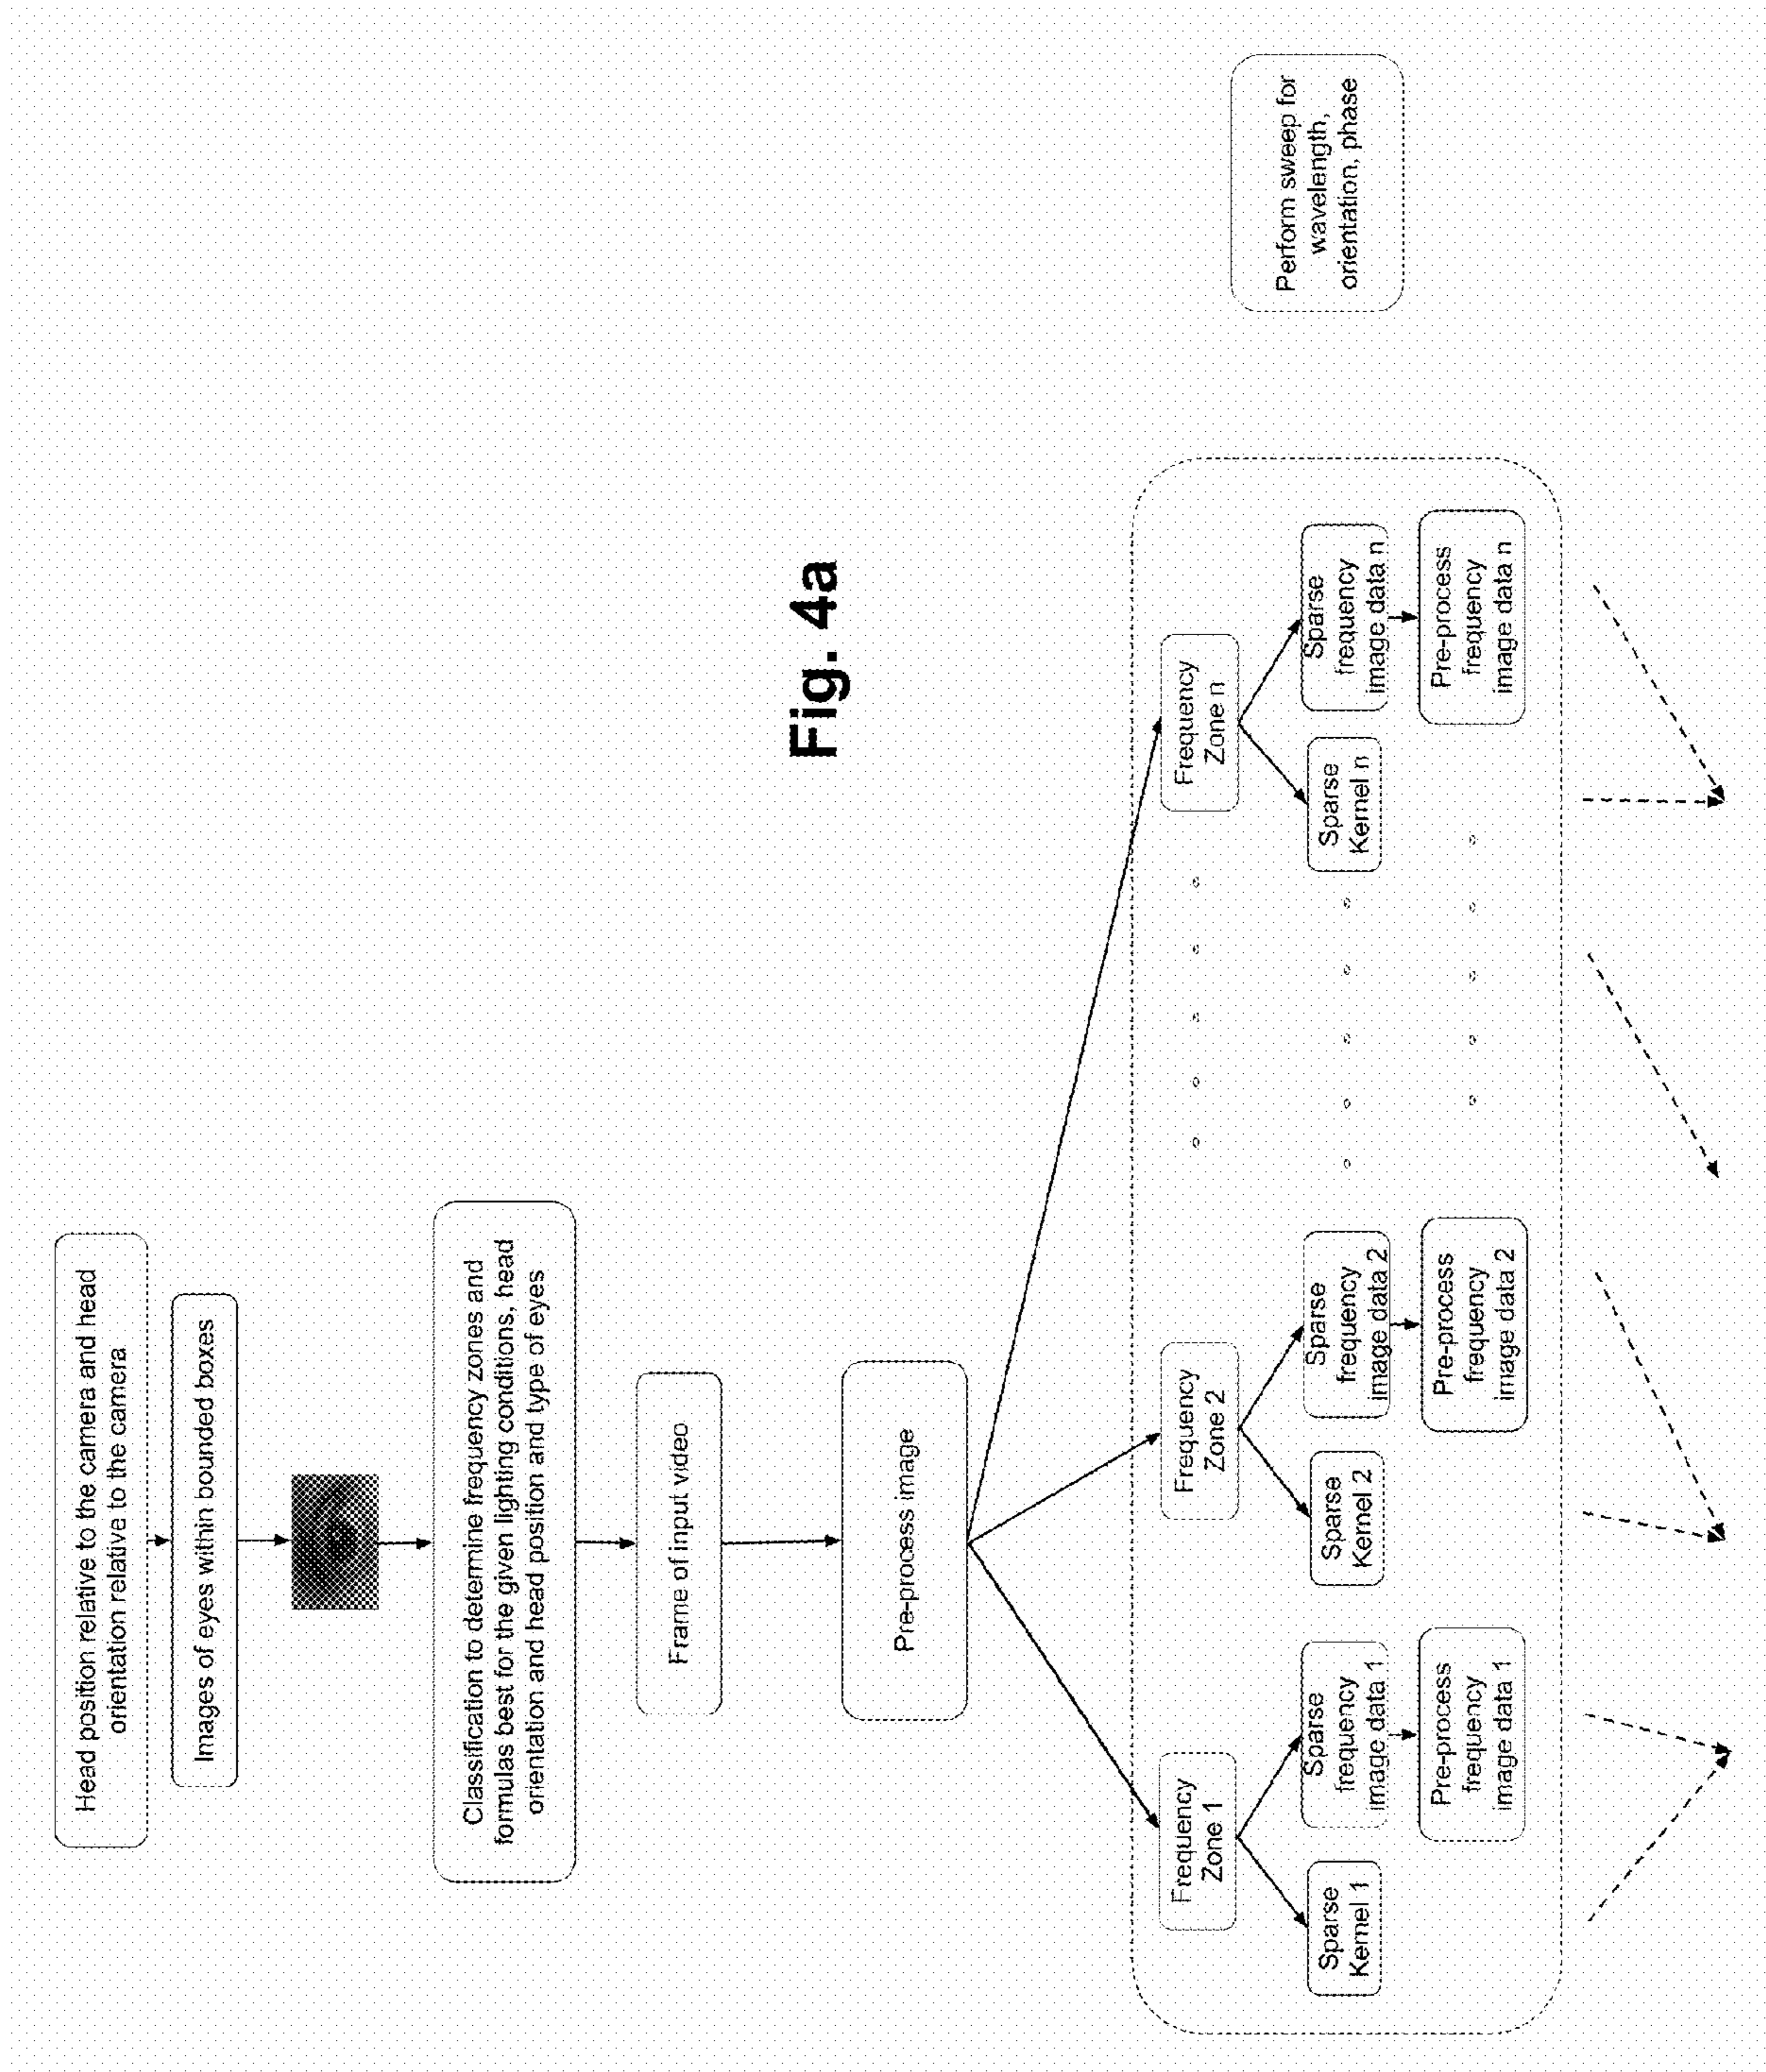 Head position relative to the camera and head
orientation relative to the camera
Images of eyes within bounded boxes
Classification to determine frequency zones and
formulas best for the given lighting conditions, head
orientation and head position and type of eyes
Frame of input video
Pre-process image
Fig. 4a
Frequency
Zone 1
Sparse
Kernel 1
Sparse
frequency
image data 1
Pre-process
frequency
image data 1
Frequency
Zone 2
Sparse
Kernel 2
Sparse
frequency
image data 2
Pre-process
frequency
image data 2
Frequency
Zone n
Sparse
Kernel n
Sparse
frequency
image data n
Pre-process
frequency
image data n
Perform sweep for
wavelength,
orientation, phase